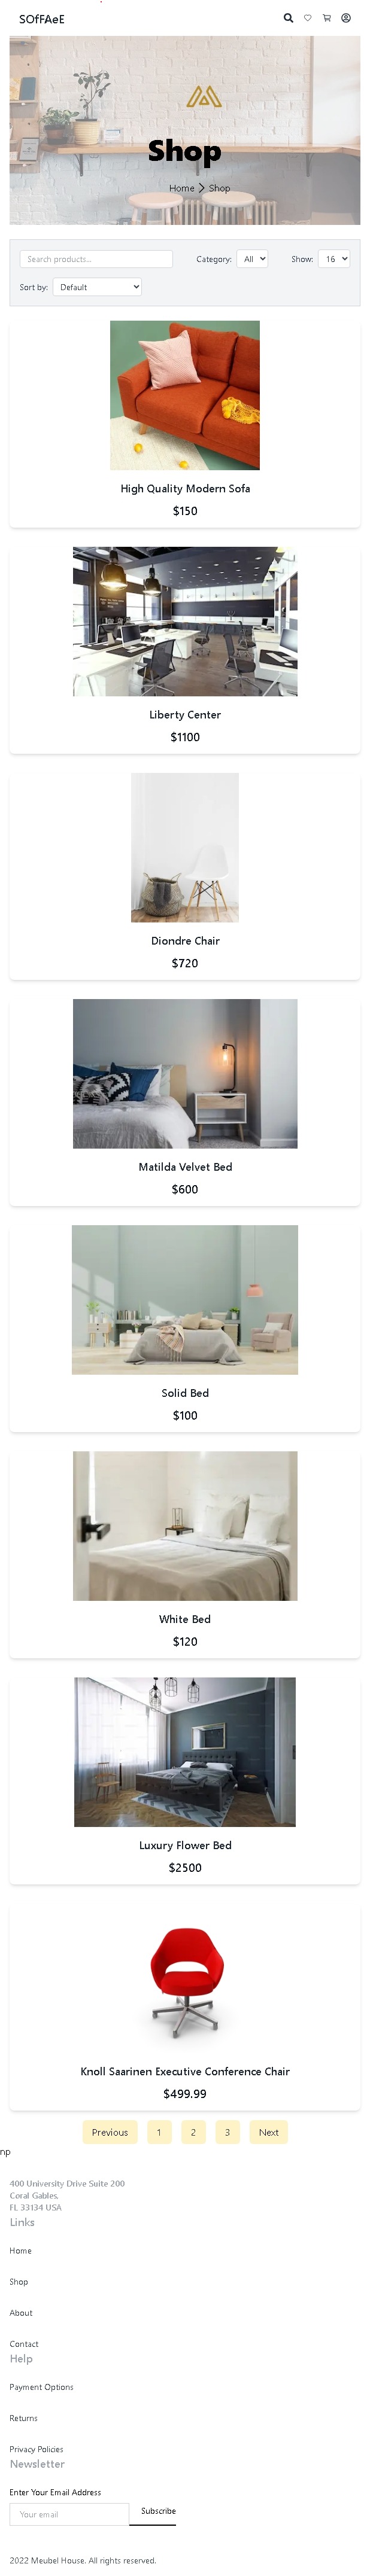 SOfFAeE
Shop
Home > Shop
Search products...
Category: All
Show: 16
Sort by: Default
High Quality Modern Sofa
$150
Liberty Center
$1100
Diondre Chair
$720
Matilda Velvet Bed
$600
Solid Bed
$100
White Bed
$120
Luxury Flower Bed
$2500
Knoll Saarinen Executive Conference Chair
$499.99
Previous 1 2 3 Next
np
400 University Drive Suite 200
Coral Gables,
FL 33134 USA
Links
Home
Shop
About
Contact
Help
Payment Options
Returns
Privacy Policies
Newsletter
Enter Your Email Address
Your email
Subscribe
2022 Meubel House. All rights reserved.